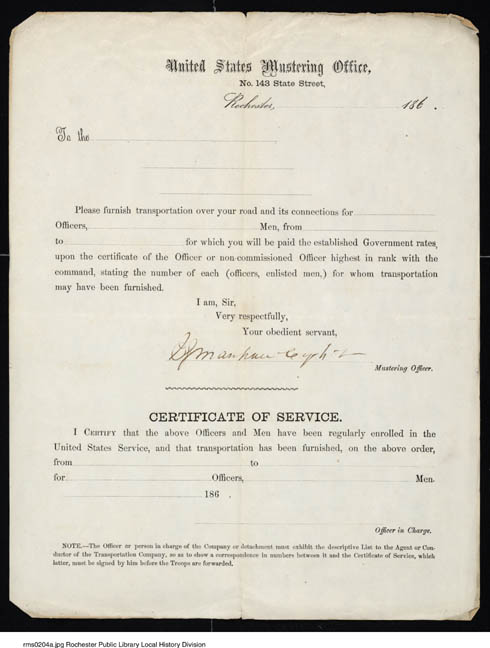 United States Mustering Office,
No. 143 State Street,
Rochester, 186 .
To the
Please furnish transportation over your road and its connections for
Officers, Men, from
to for which you will be paid the established Government rates,
upon the certificate of the Officer or non-commissioned Officer highest in rank with the
command, stating the number of each (officers, enlisted men,) for whom transportation
may have been furnished.
I am, Sir,
Very respectfully,
Your obedient servant,
Mustering Officer.
CERTIFICATE OF SERVICE.
I CERTIFY that the above Officers and Men have been regularly enrolled in the
United States Service, and that transportation has been furnished, on the above order,
from to
for Officers, Men.
186 .
Officer in Charge.
NOTE.—The Officer or person in charge of the Company or detachment must exhibit the descriptive List to the Agent or Con-
ductor of the Transportation Company, so as to show a correspondence in numbers between it and the Certificate of Service, which
latter, must be signed by him before the Troops are forwarded.
rms0204a.jpg Rochester Public Library Local History Division